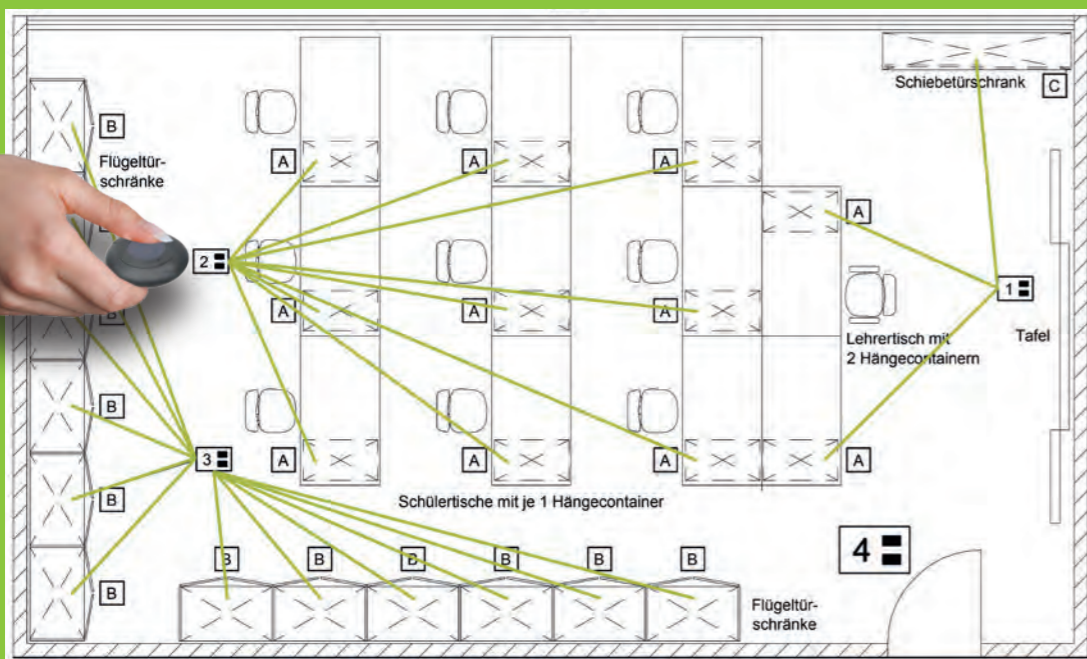 Schiebetürschrank
C
B
Flügeltür-
schränke
A
A
A
A
2
1
B
A
A
A
Lehrertisch mit
2 Hängecontainern
Tafel
B
3
A
A
A
A
B
Schülertische mit je 1 Hängecontainer
4
B
B
B
B
B
B
B
Flügeltür-
schränke